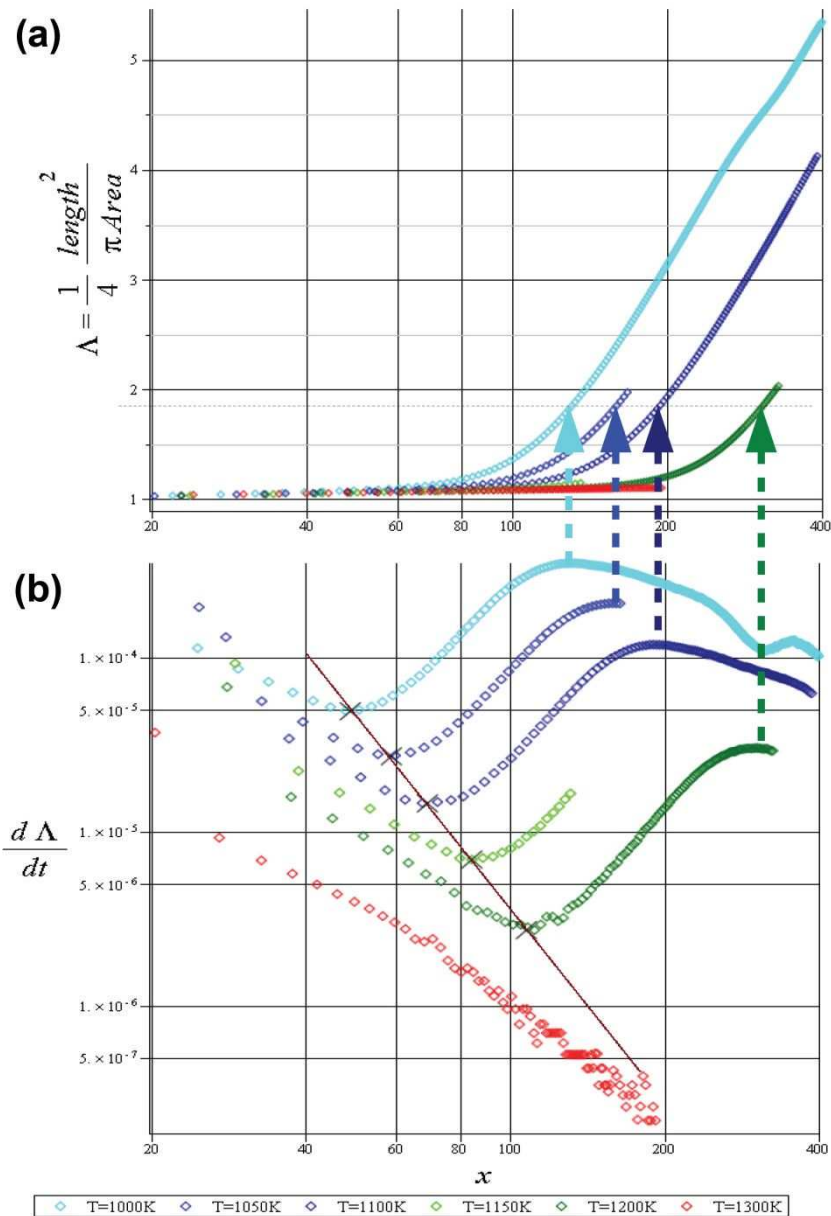 (a)
5
4
3
2
1
Λ = 1/4 length² / π Area
20 40 60 80 100 200 400
(b)
1. × 10⁻⁴
5. × 10⁻⁵
1. × 10⁻⁵
5. × 10⁻⁶
1. × 10⁻⁶
5. × 10⁻⁷
d Λ / dt
20 40 60 80 100 200 400
x
T=1000K T=1050K T=1100K T=1150K T=1200K T=1300K